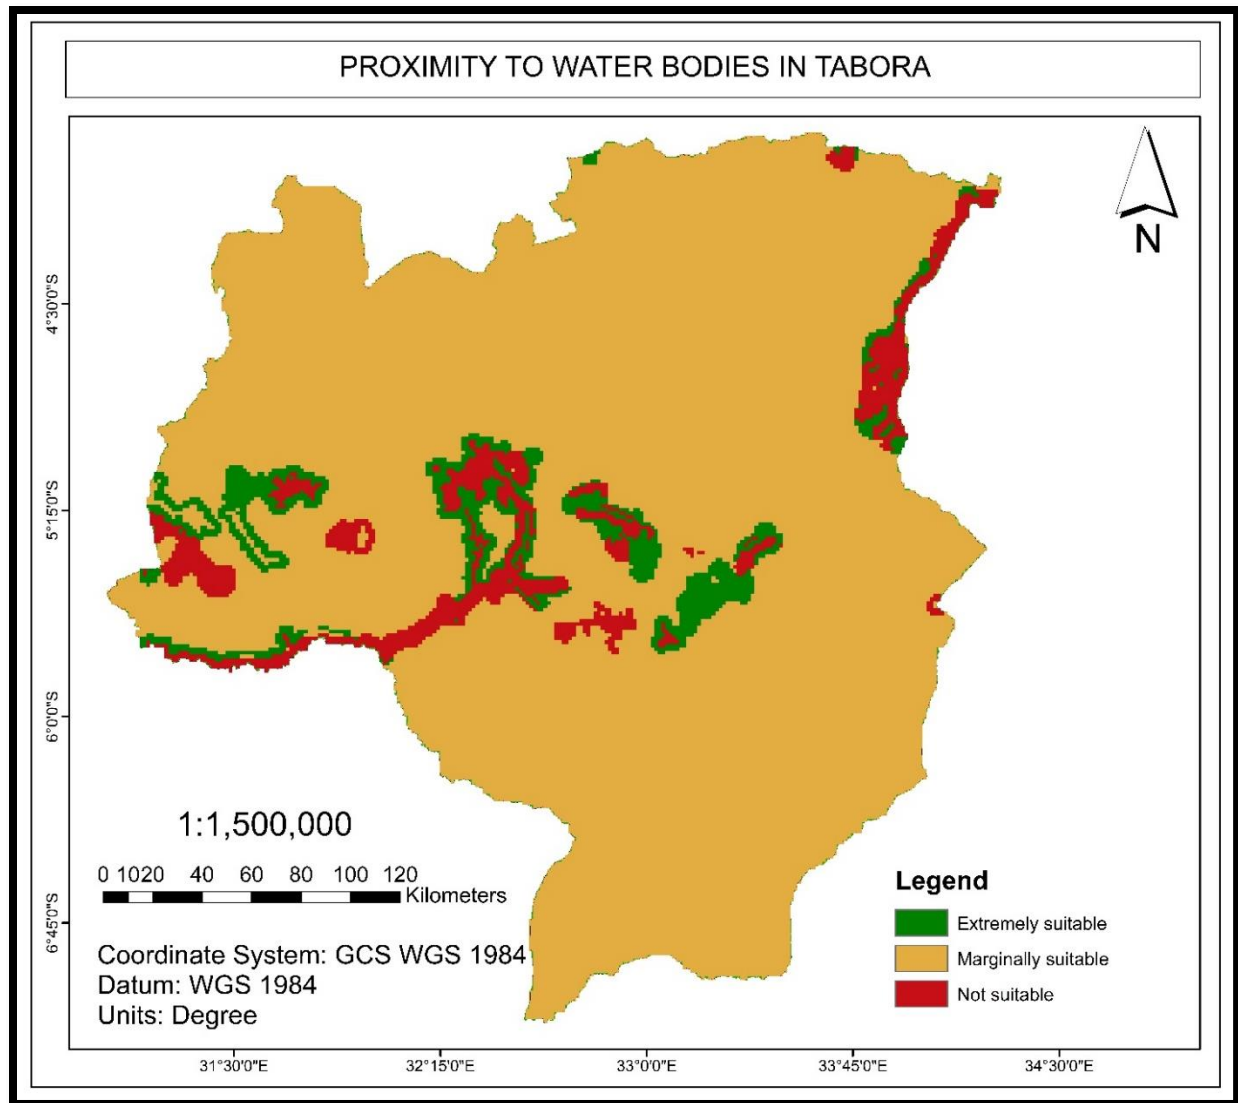 PROXIMITY TO WATER BODIES IN TABORA
N
4°30'0"S
5°15'0"S
6°0'0"S
6°45'0"S
1:1,500,000
0 1020 40 60 80 100 120
Kilometers
Coordinate System: GCS WGS 1984
Datum: WGS 1984
Units: Degree
Legend
Extremely suitable
Marginally suitable
Not suitable
31°30'0"E 32°15'0"E 33°0'0"E 33°45'0"E 34°30'0"E